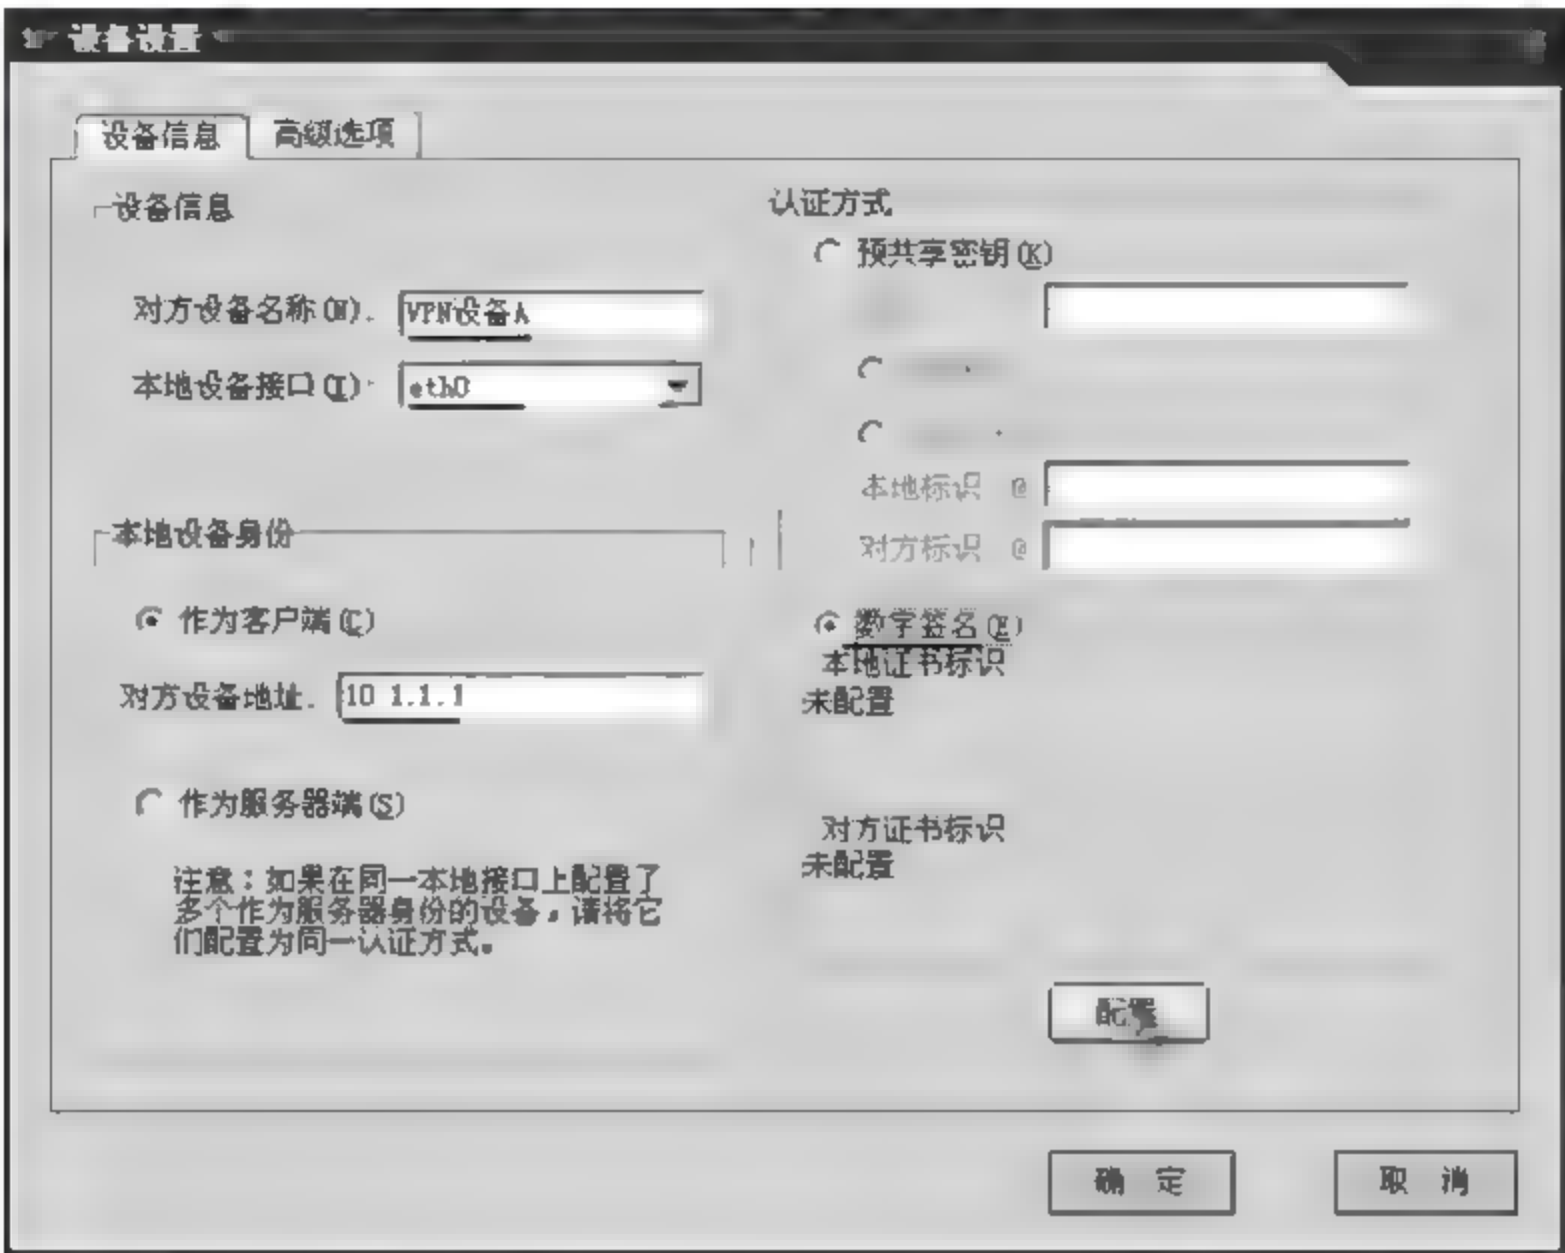 设备设置
设备信息 高级选项
设备信息
对方设备名称(N). VPN设备A
本地设备接口(I): eth0
本地设备身份
作为客户端(C)
对方设备地址. 10 1.1.1
作为服务器端(S)
注意:如果在同一本地接口上配置了
多个作为服务器身份的设备,请将它
们配置为同一认证方式。
认证方式
预共享密钥(K)
本地标识 @
对方标识 @
数字签名
本地证书标识
未配置
对方证书标识
未配置
配置
确 定 取 消